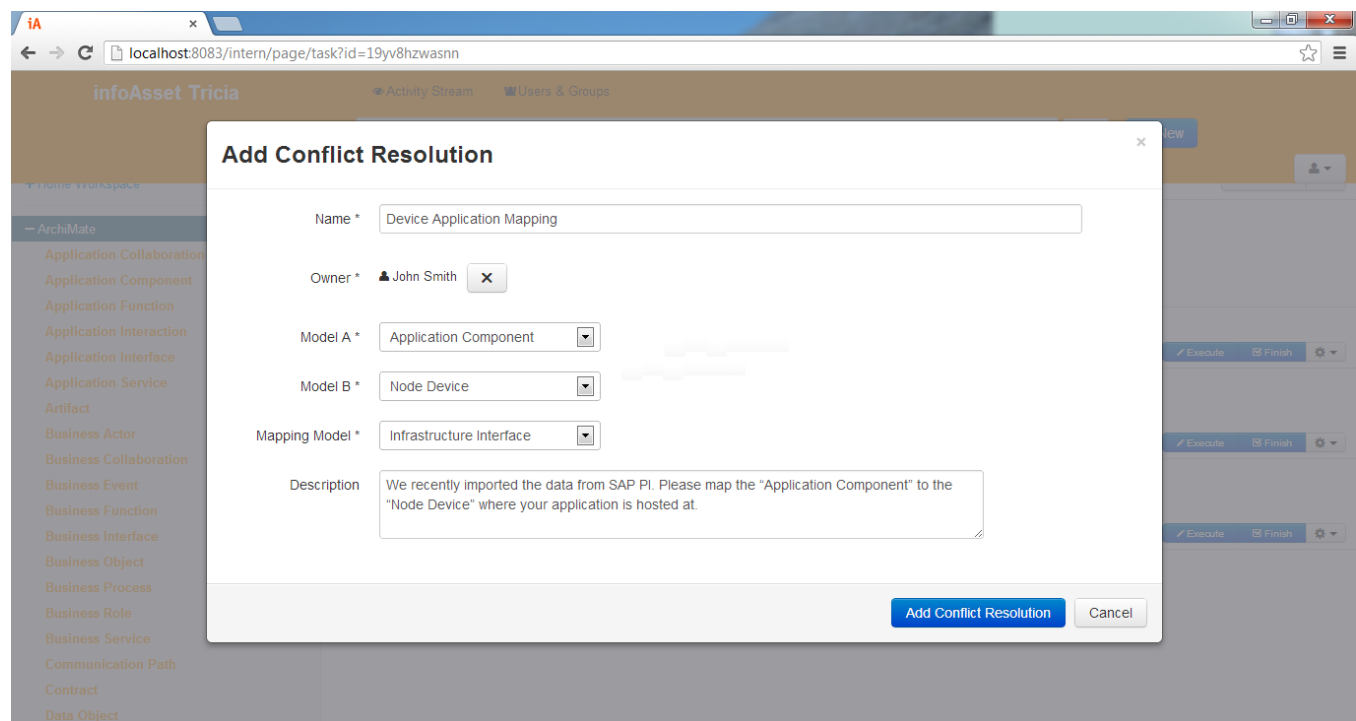 iA ×
localhost:8083/intern/page/task?id=19yv8hzwasnn
infoAsset Tricia Activity Stream Users & Groups
New
Add Conflict Resolution ×
+ Home Workspace
Name * Device Application Mapping
− ArchiMate
Application Collaboration
Owner * John Smith ×
Application Component
Application Function
Application Interaction
Model A * Application Component
Application Interface
Execute Finish
Application Service
Model B * Node Device
Artifact
Business Actor
Mapping Model * Infrastructure Interface
Execute Finish
Business Collaboration
Business Event
Description We recently imported the data from SAP PI. Please map the “Application Component” to the
“Node Device” where your application is hosted at.
Business Function
Business Interface
Execute Finish
Business Object
Business Process
Business Role
Add Conflict Resolution Cancel
Business Service
Communication Path
Contract
Data Object